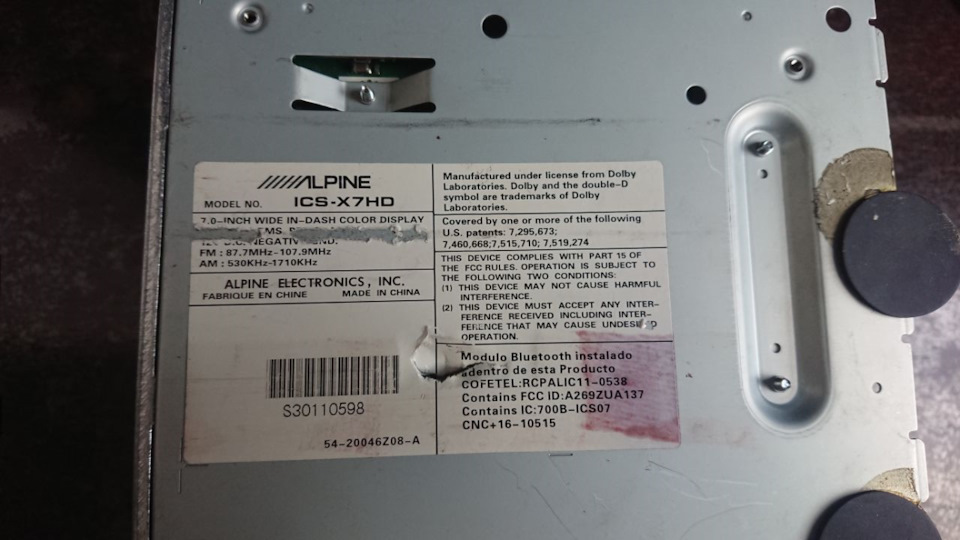 ALPINE
MODEL NO. ICS-X7HD
7.0-INCH WIDE IN-DASH COLOR DISPLAY
D.C. NEGATIV
FM : 87.7MHz-107.9MHz
AM : 530KHz-1710KHz
ALPINE ELECTRONICS, INC.
FABRIQUE EN CHINE MADE IN CHINA
S30110598
54-20046Z08-A
Manufactured under license from Dolby
Laboratories. Dolby and the double-D
symbol are trademarks of Dolby
Laboratories.
Covered by one or more of the following
U.S. patents: 7,295,673;
7,460,668;7,515,710; 7,519,274
THIS DEVICE COMPLIES WITH PART 15 OF
THE FCC RULES. OPERATION IS SUBJECT TO
THE FOLLOWING TWO CONDITIONS:
(1) THIS DEVICE MAY NOT CAUSE HARMFUL
INTERFERENCE.
(2) THIS DEVICE MUST ACCEPT ANY INTER-
FERENCE RECEIVED INCLUDING INTER-
FERENCE THAT MAY CAUSE
OPERATION.
Modulo Bluetooth instalado
adentro de esta Producto
COFETEL:RCPALIC11-0538
Contains FCC ID:A269ZUA137
Contains IC:700B-ICS07
CNC+16-10515